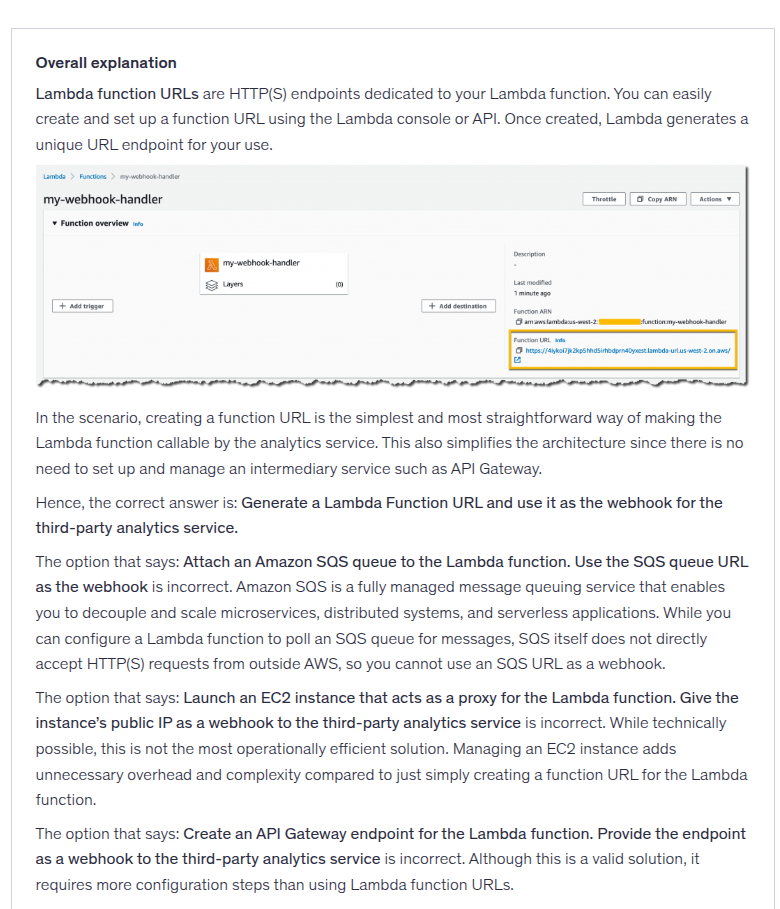 Overall explanation
Lambda function URLs are HTTP(S) endpoints dedicated to your Lambda function. You can easily
create and set up a function URL using the Lambda console or API. Once created, Lambda generates a
unique URL endpoint for your use.
Lambda > Functions > my-webhook-handler
my-webhook-handler
Throttle
Copy ARN
Actions ▼
▼ Function overview Info
my-webhook-handler
Layers (0)
+ Add trigger
+ Add destination
Description
-
Last modified
1 minute ago
Function ARN
arn:aws:lambda:us-west-2: :function:my-webhook-handler
Function URL Info
In the scenario, creating a function URL is the simplest and most straightforward way of making the
Lambda function callable by the analytics service. This also simplifies the architecture since there is no
need to set up and manage an intermediary service such as API Gateway.
Hence, the correct answer is: Generate a Lambda Function URL and use it as the webhook for the
third-party analytics service.
The option that says: Attach an Amazon SQS queue to the Lambda function. Use the SQS queue URL
as the webhook is incorrect. Amazon SQS is a fully managed message queuing service that enables
you to decouple and scale microservices, distributed systems, and serverless applications. While you
can configure a Lambda function to poll an SQS queue for messages, SQS itself does not directly
accept HTTP(S) requests from outside AWS, so you cannot use an SQS URL as a webhook.
The option that says: Launch an EC2 instance that acts as a proxy for the Lambda function. Give the
instance's public IP as a webhook to the third-party analytics service is incorrect. While technically
possible, this is not the most operationally efficient solution. Managing an EC2 instance adds
unnecessary overhead and complexity compared to just simply creating a function URL for the Lambda
function.
The option that says: Create an API Gateway endpoint for the Lambda function. Provide the endpoint
as a webhook to the third-party analytics service is incorrect. Although this is a valid solution, it
requires more configuration steps than using Lambda function URLs.